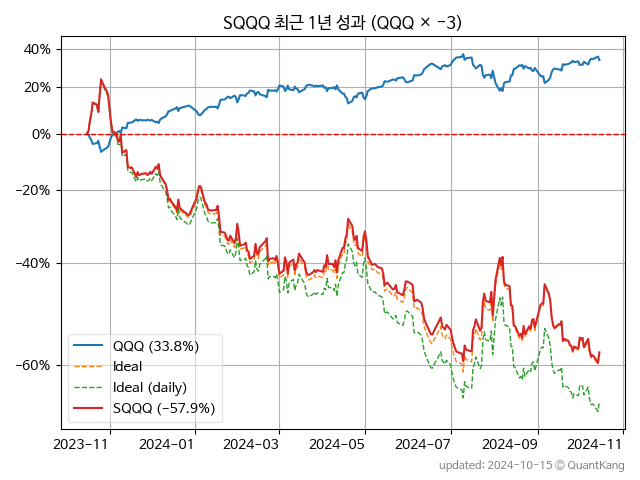 SQQQ 최근 1년 성과 (QQQ × −3)
40%
20%
0%
−20%
−40%
−60%
QQQ (33.8%)
Ideal
Ideal (daily)
SQQQ (−57.9%)
2023−11
2024−01
2024−03
2024−05
2024−07
2024−09
2024−11
updated: 2024-10-15 © QuantKang